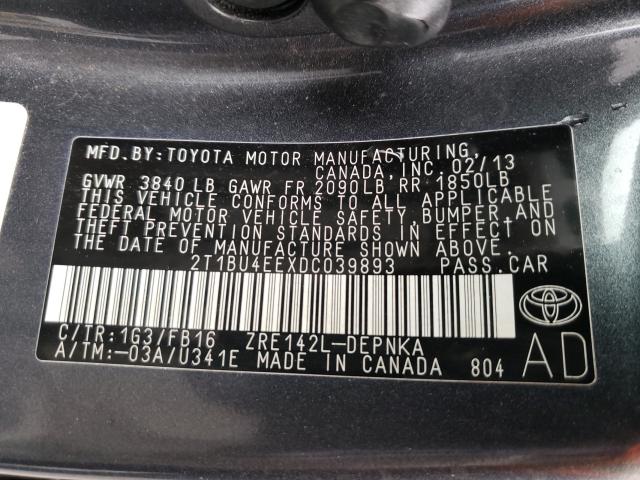 MFD.BY:TOYOTA MOTOR MANUFACTURING,
CANADA, INC. 02/13
GVWR 3840 LB GAWR FR 2090LB RR 1850LB
THIS VEHICLE CONFORMS TO ALL APPLICABLE
FEDERAL MOTOR VEHICLE SAFETY, BUMPER, AND
THEFT PREVENTION STANDARDS IN EFFECT ON
THE DATE OF MANUFACTURE SHOWN ABOVE.
2T1BU4EEXDC039893 PASS.CAR
C/TR:1G3/FB16 ZRE142L-DEPNKA
A/TM:-03A/U341E MADE IN CANADA 804
AD